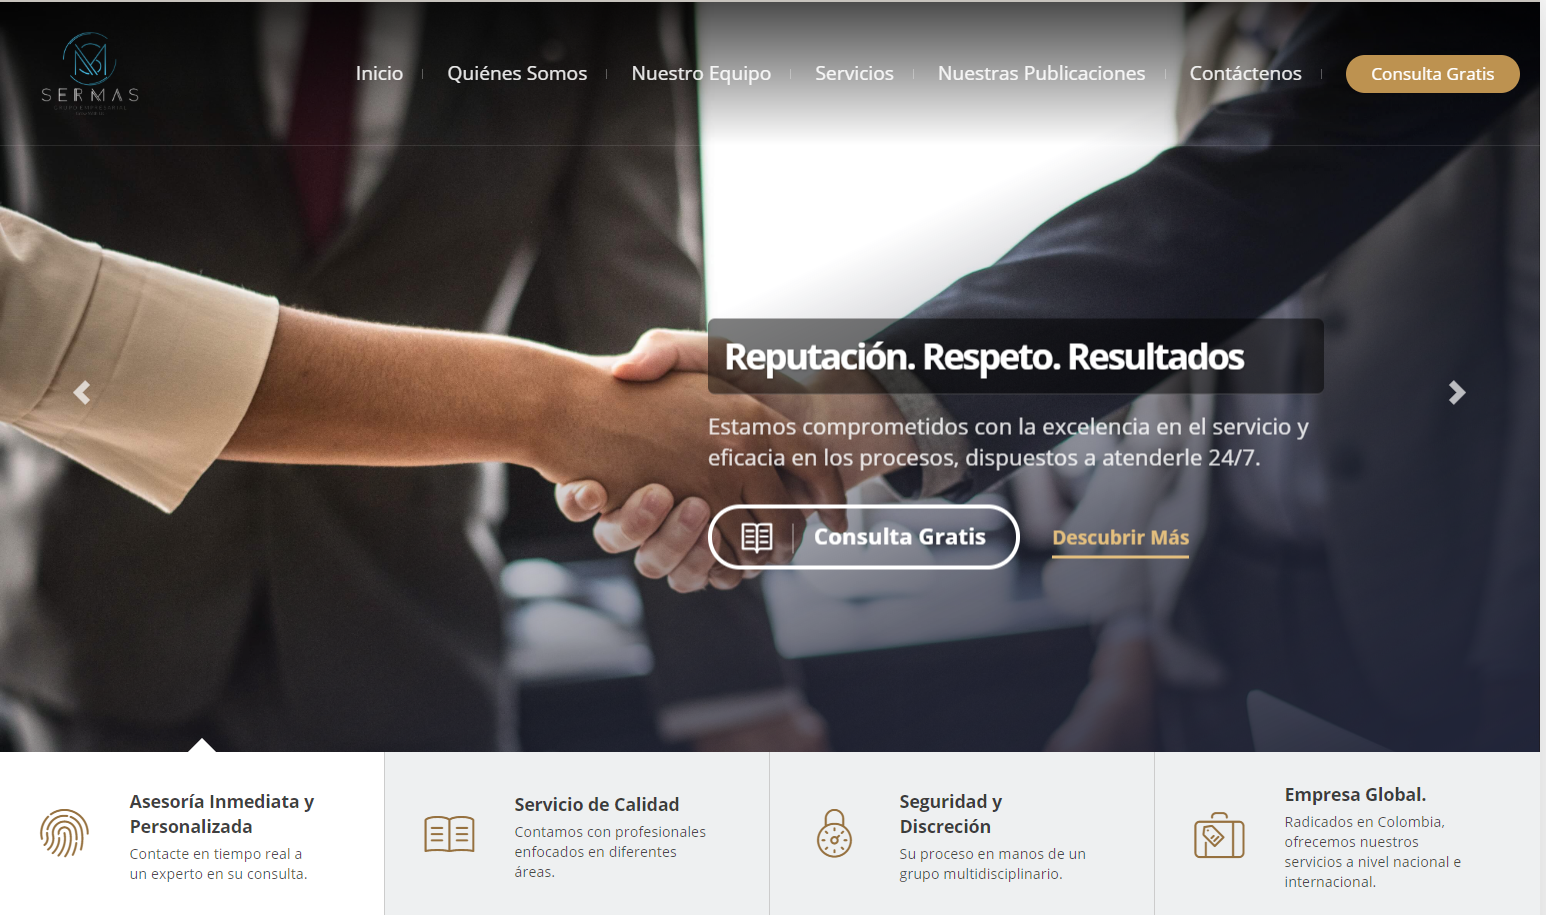 SERMAS
GRUPO EMPRESARIAL
Inicio
Quiénes Somos
Nuestro Equipo
Servicios
Nuestras Publicaciones
Contáctenos
Consulta Gratis
Reputación. Respeto. Resultados
Estamos comprometidos con la excelencia en el servicio y
eficacia en los procesos, dispuestos a atenderle 24/7.
Consulta Gratis
Descubrir Más
Asesoría Inmediata y
Personalizada
Contacte en tiempo real a
un experto en su consulta.
Servicio de Calidad
Contamos con profesionales
enfocados en diferentes
áreas.
Seguridad y
Discreción
Su proceso en manos de un
grupo multidisciplinario.
Empresa Global.
Radicados en Colombia,
ofrecemos nuestros
servicios a nivel nacional e
internacional.